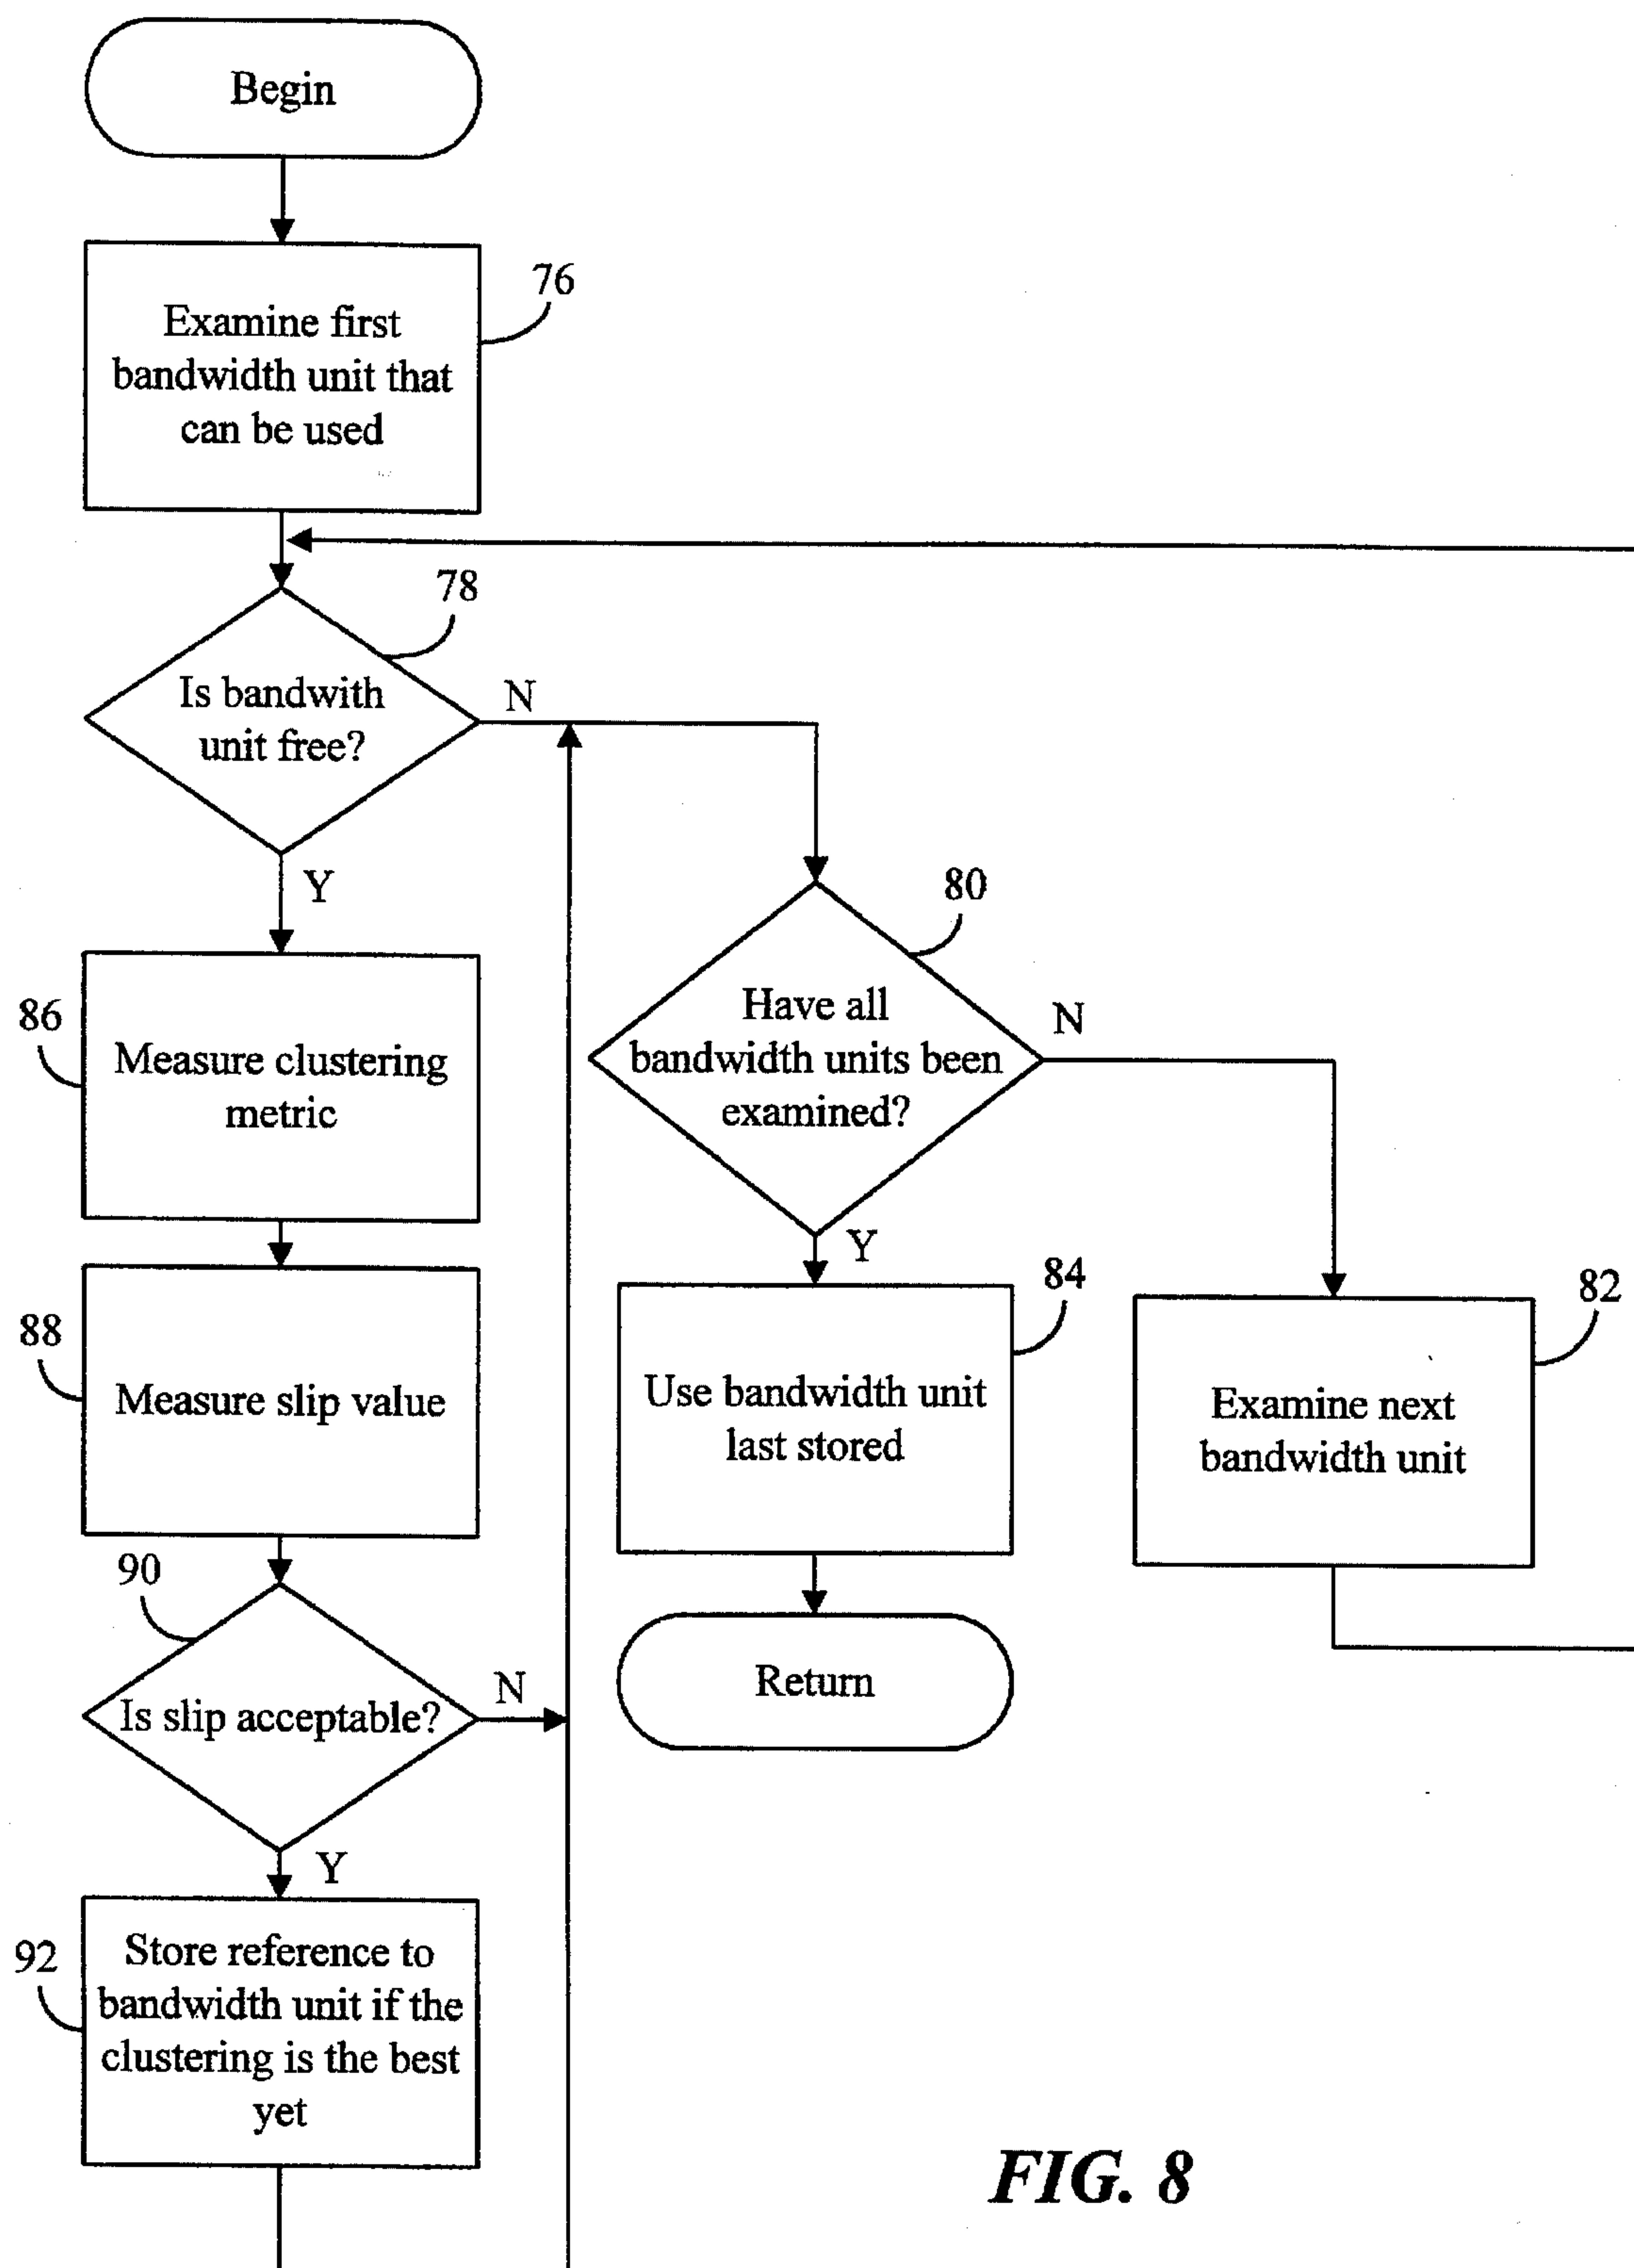 Begin
76
Examine first
bandwidth unit that
can be used
78
Is bandwith
unit free?
N
Y
80
Have all
bandwidth units been
examined?
N
Y
86
Measure clustering
metric
88
Measure slip value
84
Use bandwidth unit
last stored
82
Examine next
bandwidth unit
90
Is slip acceptable?
N
Y
Return
92
Store reference to
bandwidth unit if the
clustering is the best
yet
FIG. 8